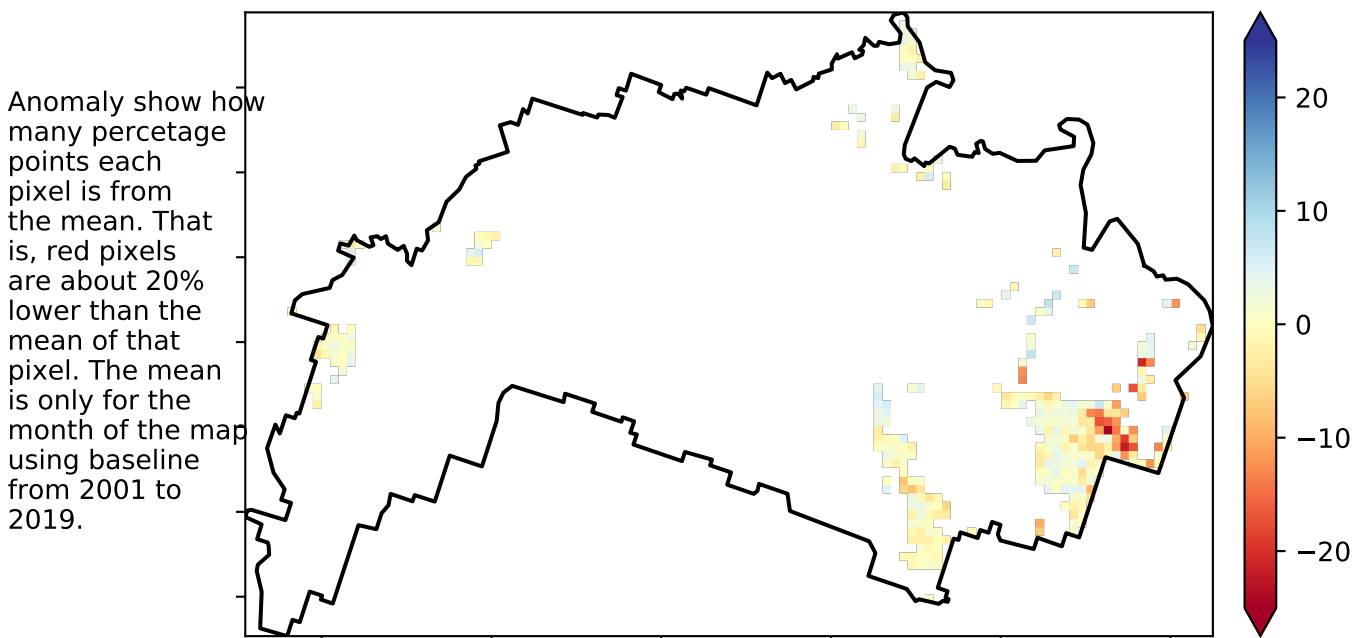 Anomaly show how
many percetage
points each
pixel is from
the mean. That
is, red pixels
are about 20%
lower than the
mean of that
pixel. The mean
is only for the
month of the map
using baseline
from 2001 to
2019.
20
10
0
−10
−20